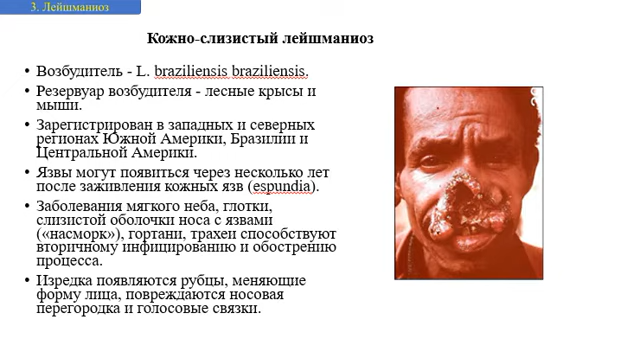 3. Лейшманиоз
Кожно-слизистый лейшманиоз
• Возбудитель - L. braziliensis braziliensis.
• Резервуар возбудителя - лесные крысы и
мыши.
• Зарегистрирован в западных и северных
регионах Южной Америки, Бразилии и
Центральной Америки.
• Язвы могут появиться через несколько лет
после заживления кожных язв (espundia).
• Заболевания мягкого неба, глотки,
слизистой оболочки носа с язвами
(«насморк»), гортани, трахеи способствуют
вторичному инфицированию и обострению
процесса.
• Изредка появляются рубцы, меняющие
форму лица, повреждаются носовая
перегородка и голосовые связки.